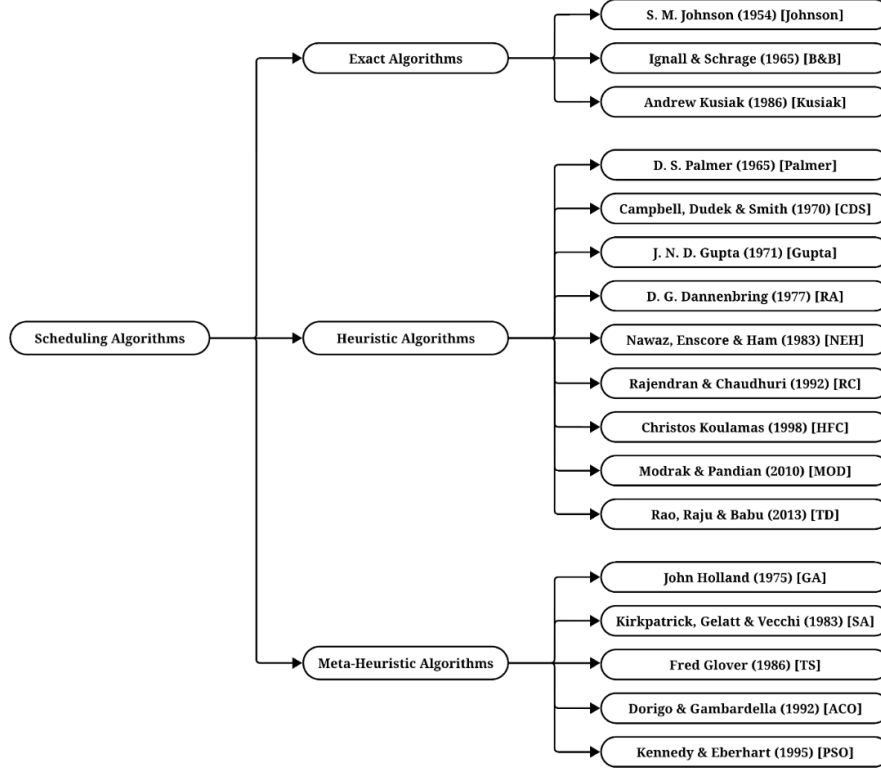 Scheduling Algorithms
Exact Algorithms
S. M. Johnson (1954) [Johnson]
Ignall & Schrage (1965) [B&B]
Andrew Kusiak (1986) [Kusiak]
Heuristic Algorithms
D. S. Palmer (1965) [Palmer]
Campbell, Dudek & Smith (1970) [CDS]
J. N. D. Gupta (1971) [Gupta]
D. G. Dannenbring (1977) [RA]
Nawaz, Enscore & Ham (1983) [NEH]
Rajendran & Chaudhuri (1992) [RC]
Christos Koulamas (1998) [HFC]
Modrak & Pandian (2010) [MOD]
Rao, Raju & Babu (2013) [TD]
Meta-Heuristic Algorithms
John Holland (1975) [GA]
Kirkpatrick, Gelatt & Vecchi (1983) [SA]
Fred Glover (1986) [TS]
Dorigo & Gambardella (1992) [ACO]
Kennedy & Eberhart (1995) [PSO]